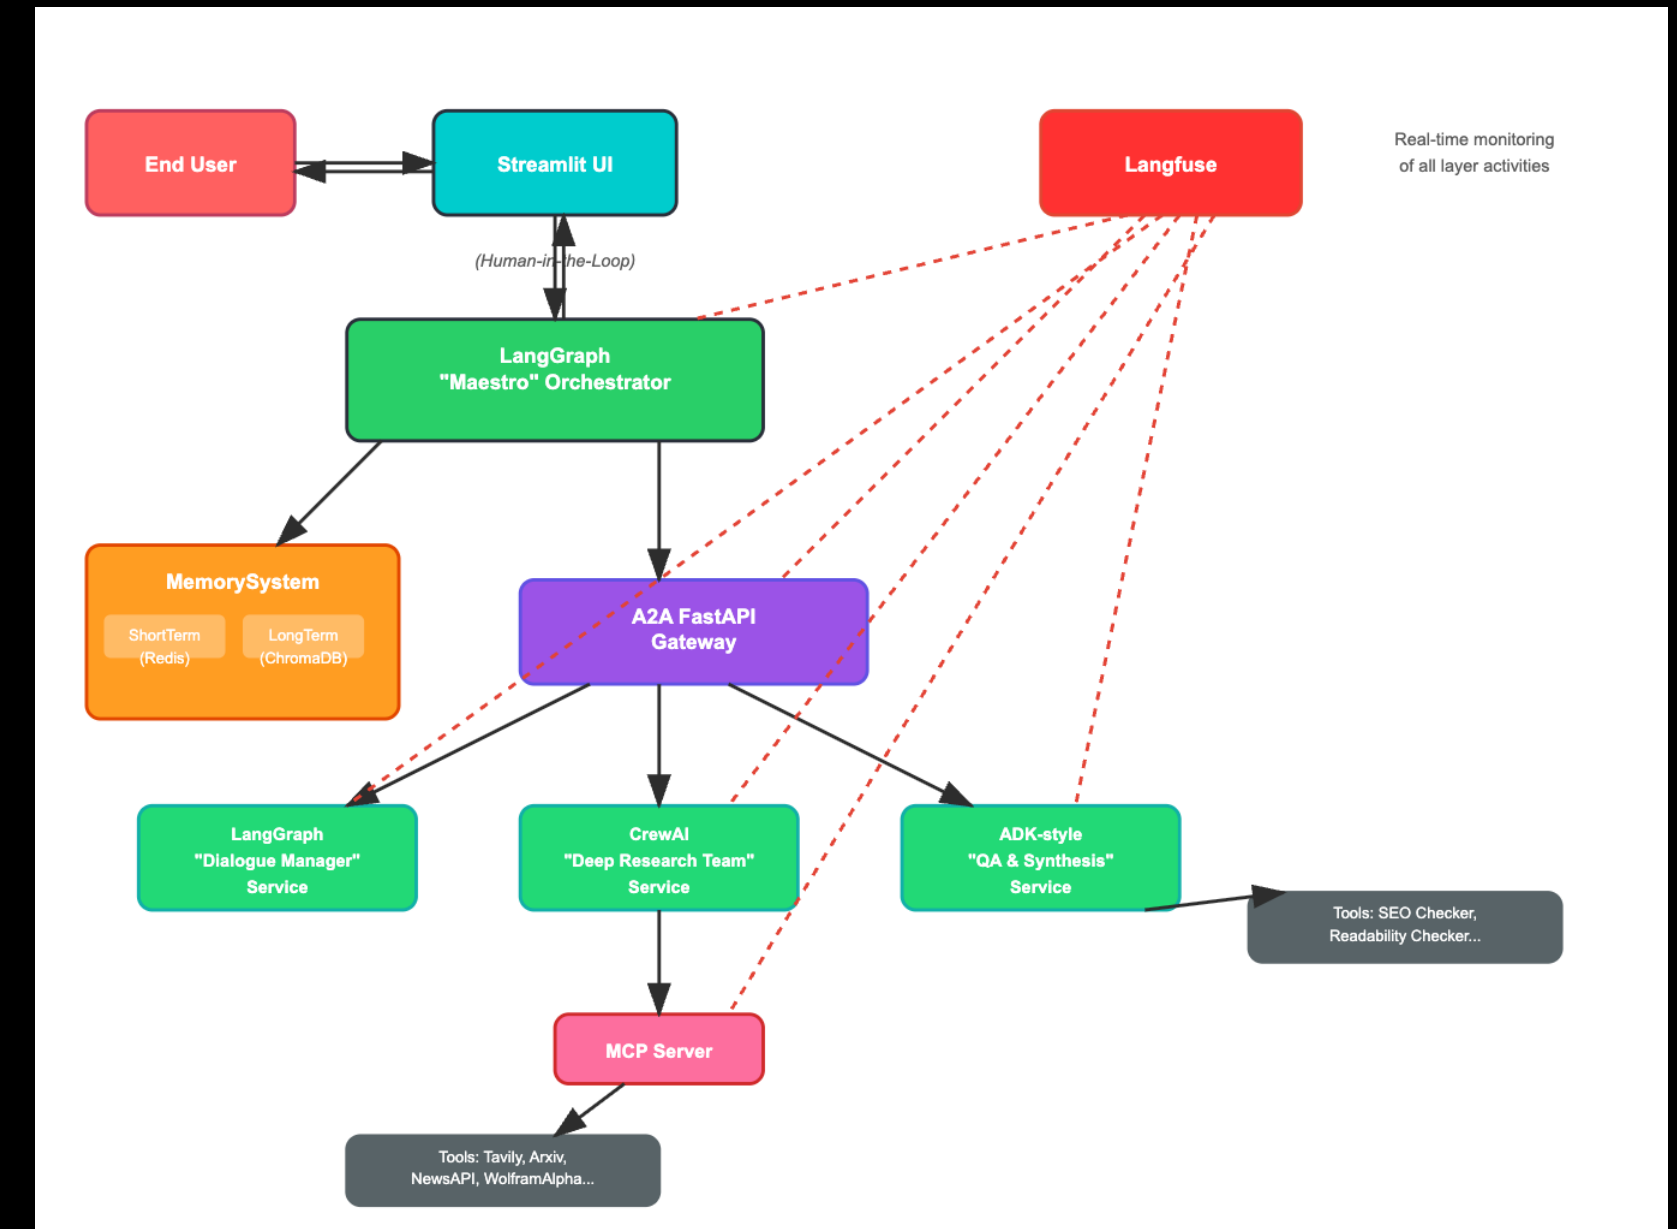 End User
Streamlit UI
Langfuse
Real-time monitoring
of all layer activities
(Human-in-the-Loop)
LangGraph
"Maestro" Orchestrator
MemorySystem
ShortTerm
(Redis)
LongTerm
(ChromaDB)
A2A FastAPI
Gateway
LangGraph
"Dialogue Manager"
Service
CrewAI
"Deep Research Team"
Service
ADK-style
"QA & Synthesis"
Service
Tools: SEO Checker,
Readability Checker...
MCP Server
Tools: Tavily, Arxiv,
NewsAPI, WolframAlpha...